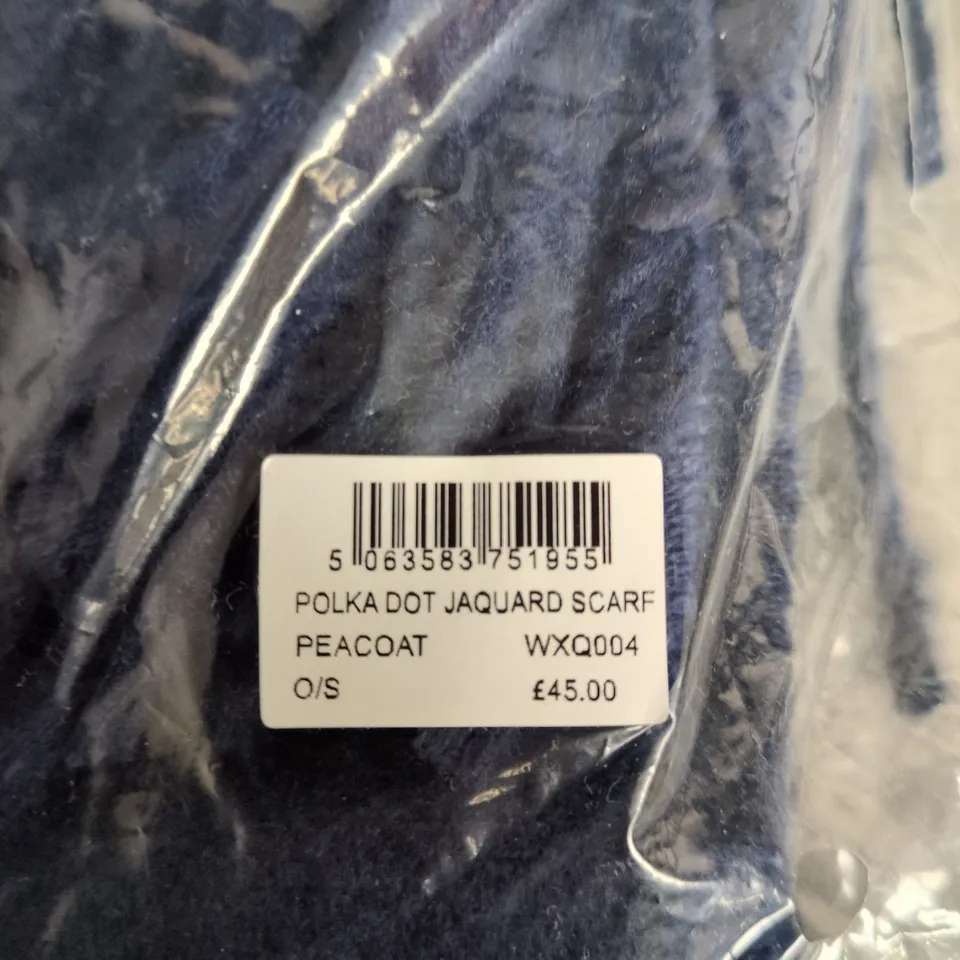 5 063583 751955
POLKA DOT JAQUARD SCARF
PEACOAT WXQ004
O/S £45.00